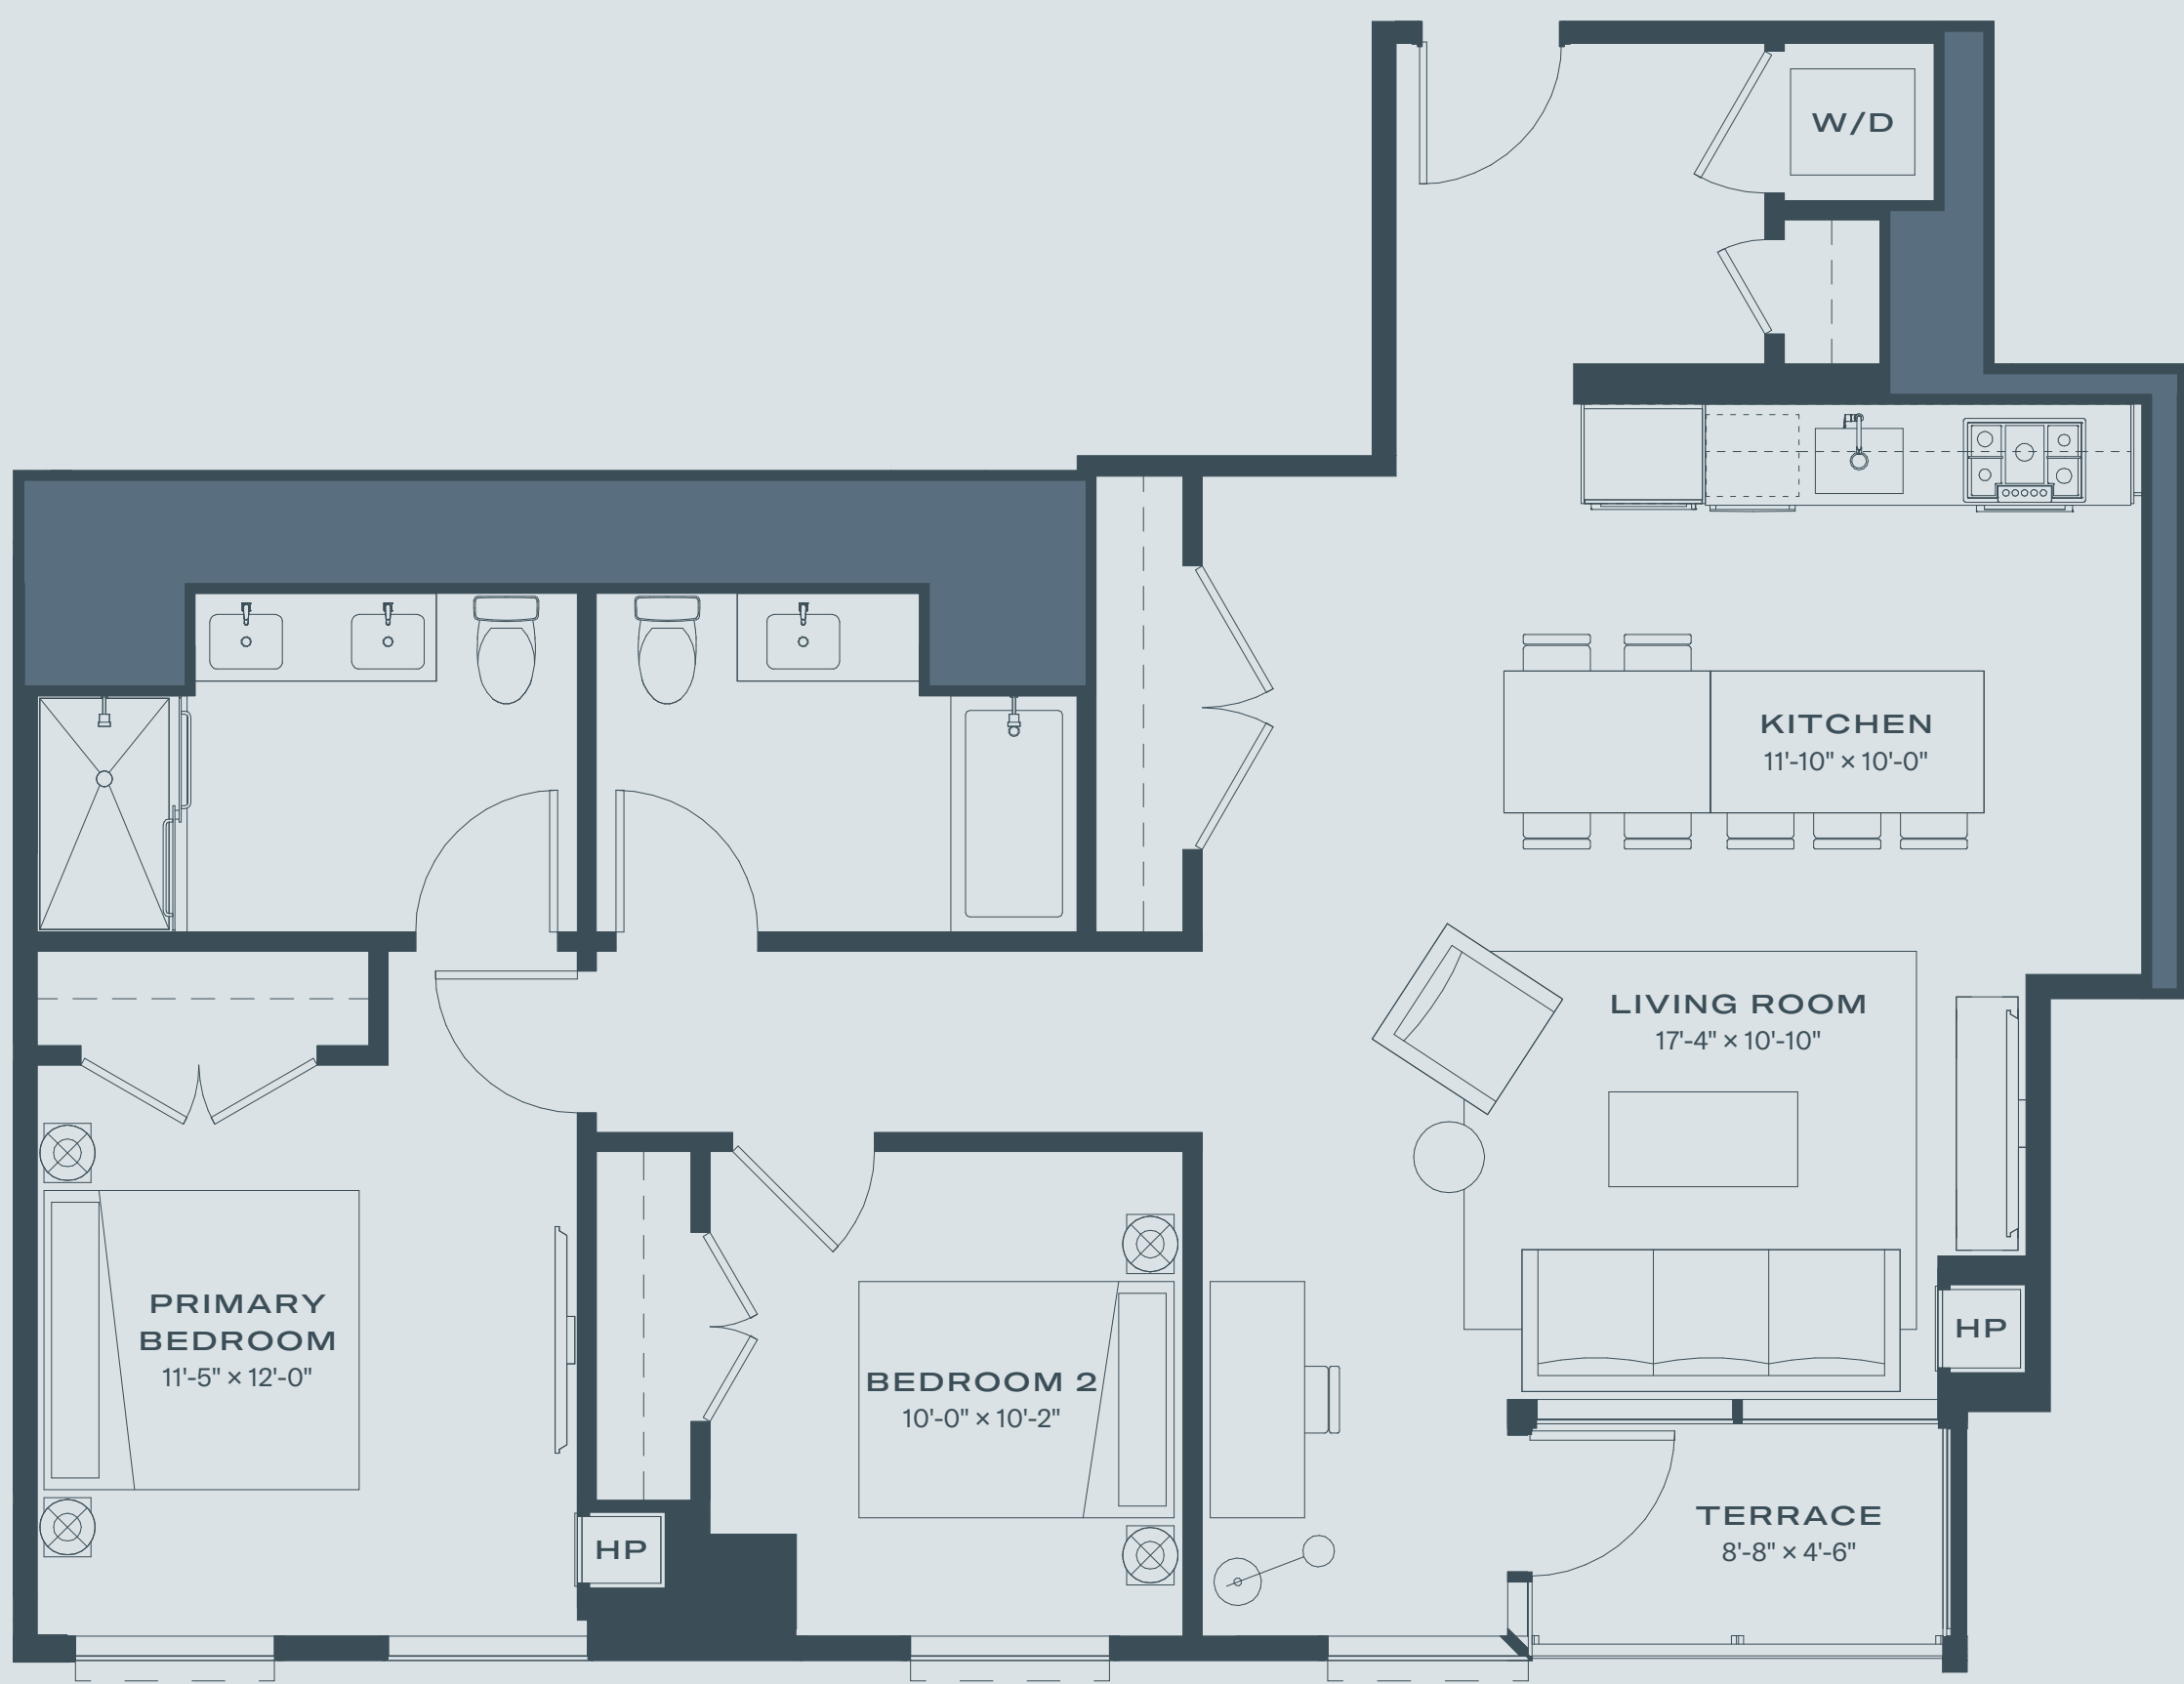 W/D
KITCHEN
11'-10" × 10'-0"
LIVING ROOM
17'-4" × 10'-10"
PRIMARY
BEDROOM
11'-5" × 12'-0"
BEDROOM 2
10'-0" × 10'-2"
HP
HP
TERRACE
8'-8" × 4'-6"